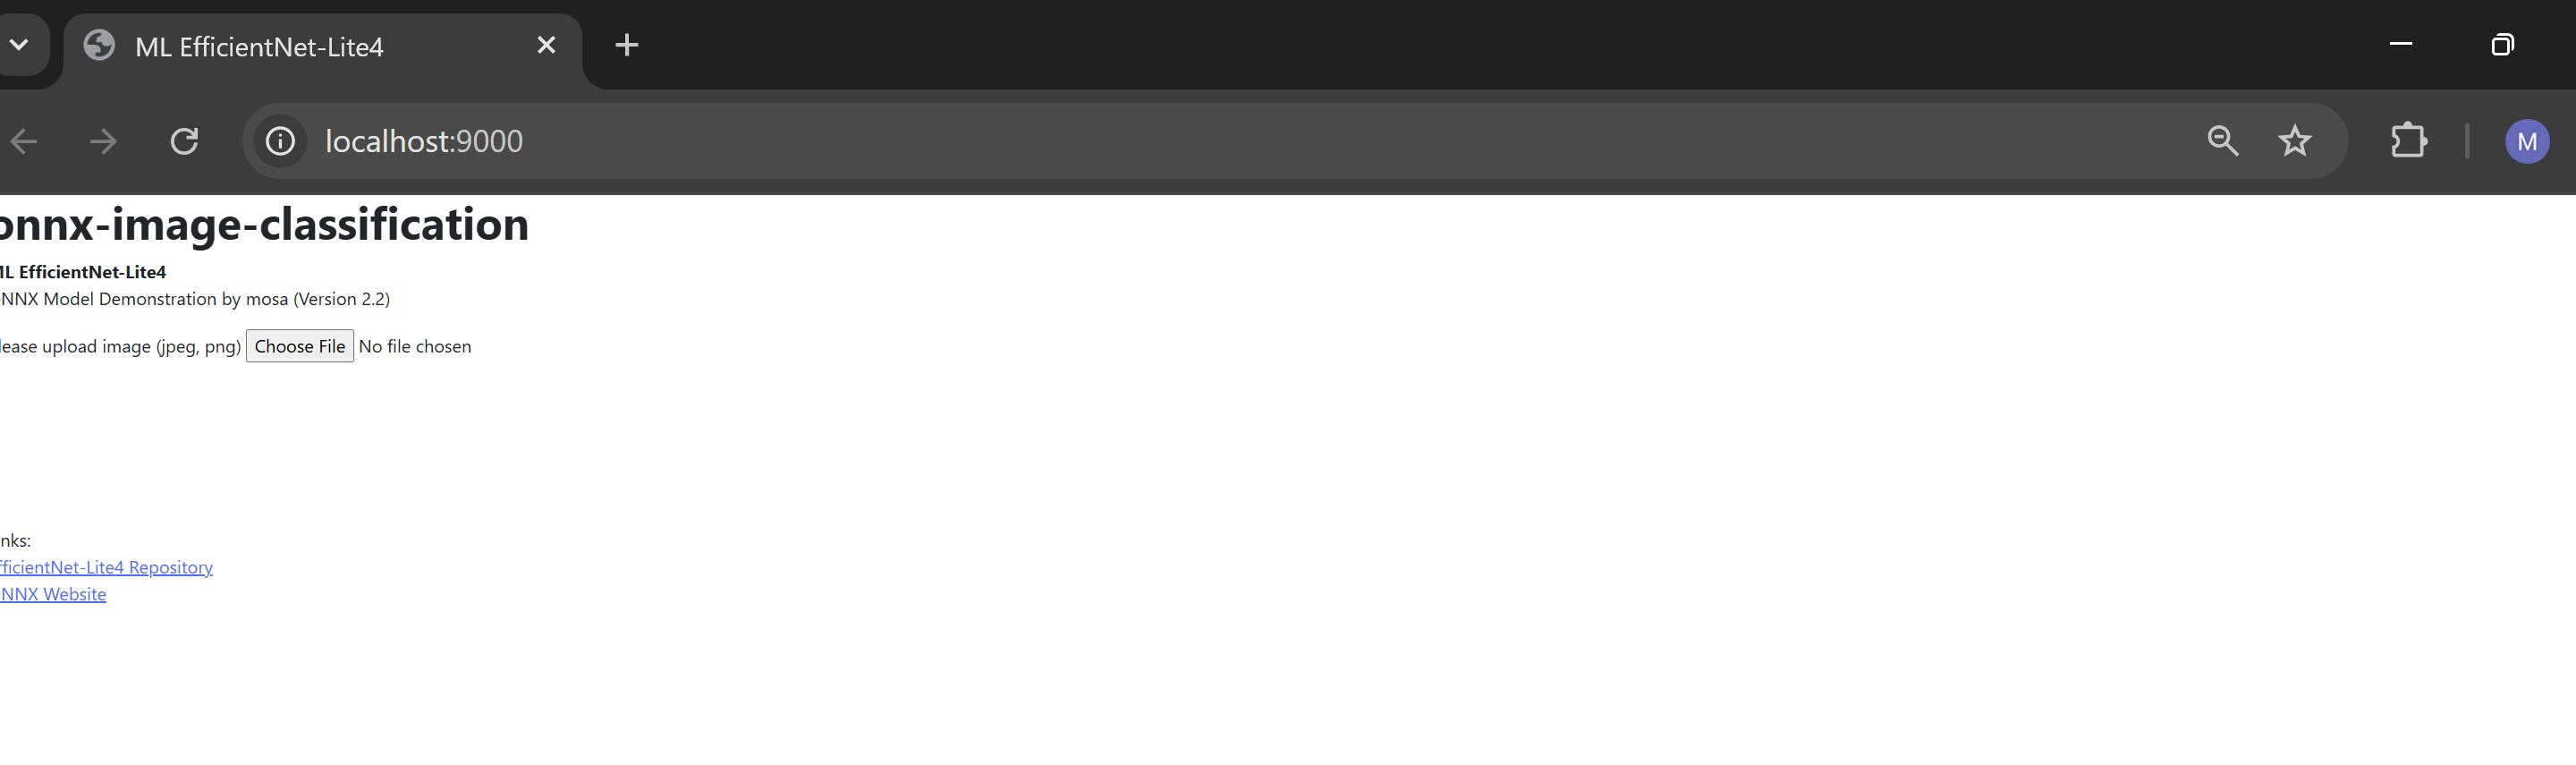 ML EfficientNet-Lite4
localhost:9000
M
onnx-image-classification
ML EfficientNet-Lite4
NNX Model Demonstration by mosa (Version 2.2)
lease upload image (jpeg, png) Choose File No file chosen
nks:
fficientNet-Lite4 Repository
NNX Website